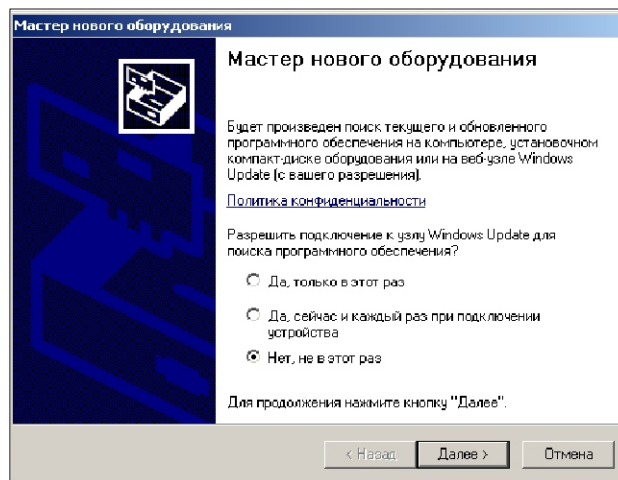 Мастер нового оборудования
Мастер нового оборудования
Будет произведен поиск текущего и обновленного
программного обеспечения на компьютере, установочном
компакт-диске оборудования или на веб-узле Windows
Update (с вашего разрешения).
Политика конфиденциальности
Разрешить подключение к узлу Windows Update для
поиска программного обеспечения?
Да, только в этот раз
Да, сейчас и каждый раз при подключении
устройства
Нет, не в этот раз
Для продолжения нажмите кнопку "Далее".
< Назад Далее > Отмена